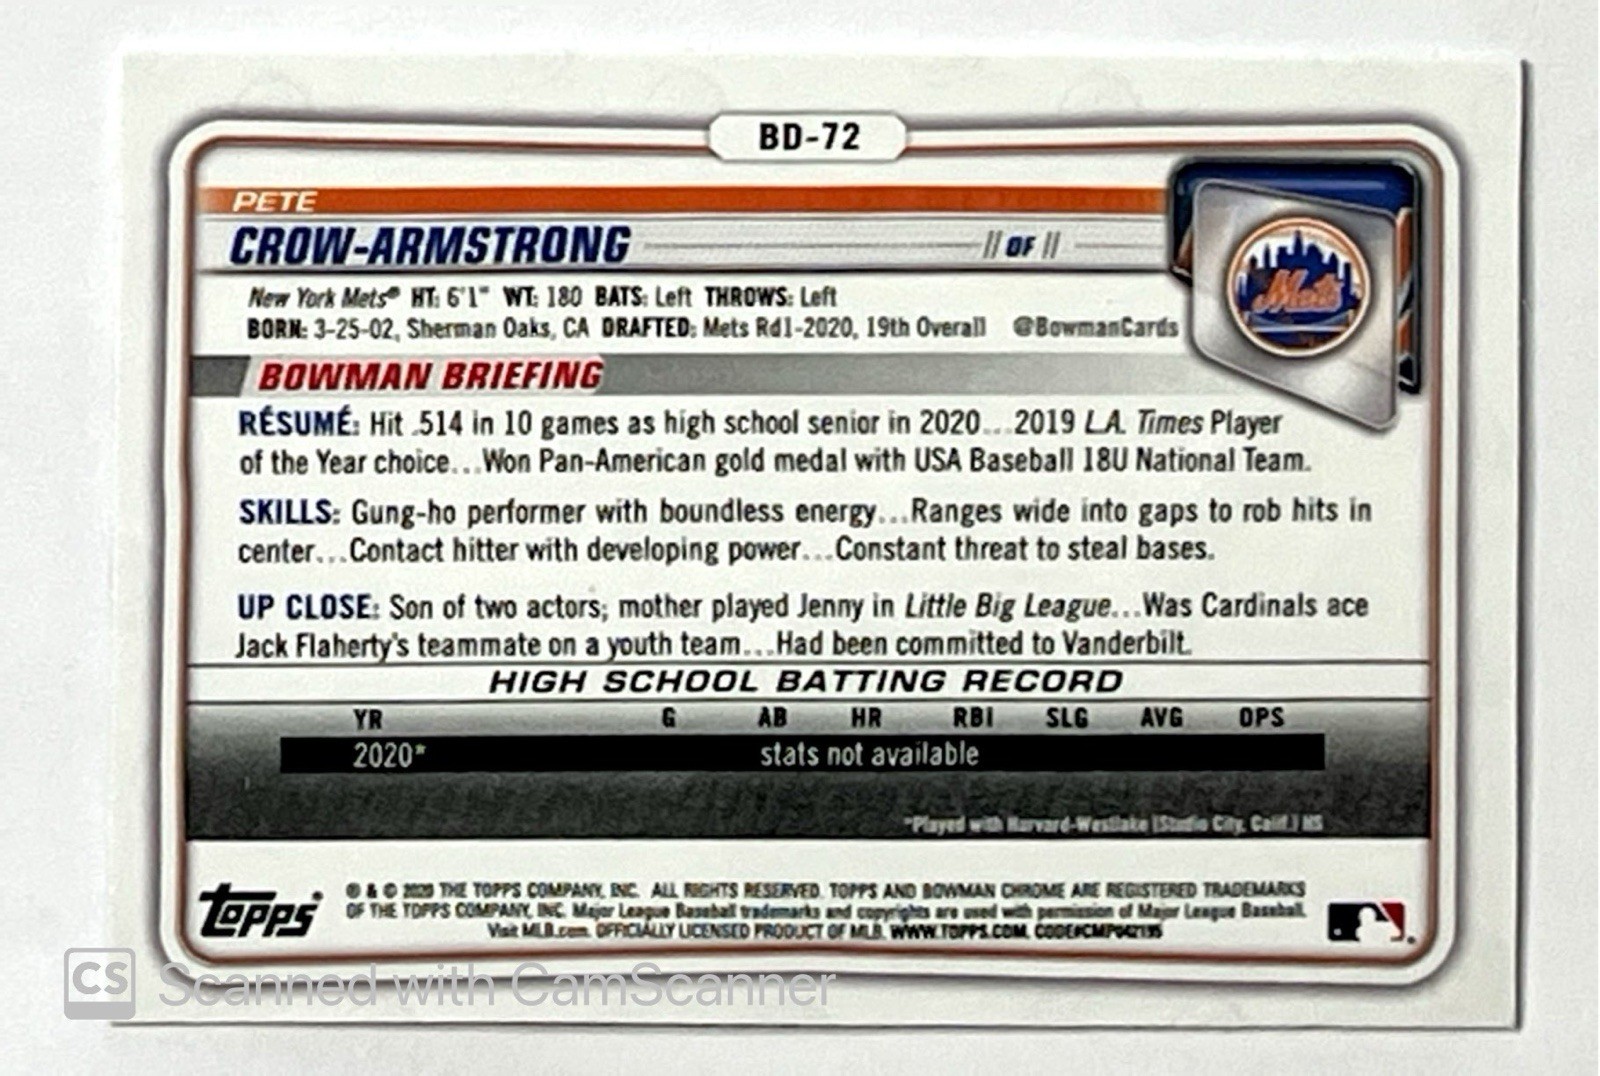 BD-72
PETE
CROW-ARMSTRONG || OF ||
Mets
New York Mets® HT: 6'1" WT: 180 BATS: Left THROWS: Left
BORN: 3-25-02, Sherman Oaks, CA DRAFTED: Mets Rd1-2020, 19th Overall @BowmanCards
BOWMAN BRIEFING
RÉSUMÉ: Hit .514 in 10 games as high school senior in 2020...2019 L.A. Times Player
of the Year choice...Won Pan-American gold medal with USA Baseball 18U National Team.
SKILLS: Gung-ho performer with boundless energy...Ranges wide into gaps to rob hits in
center...Contact hitter with developing power...Constant threat to steal bases.
UP CLOSE: Son of two actors; mother played Jenny in Little Big League...Was Cardinals ace
Jack Flaherty's teammate on a youth team...Had been committed to Vanderbilt.
HIGH SCHOOL BATTING RECORD
YR G AB HR RBI SLG AVG OPS
2020* stats not available
*Played with Harvard-Westlake (Studio City, Calif.) HS
topps
® & © 2020 THE TOPPS COMPANY, INC. ALL RIGHTS RESERVED. TOPPS AND BOWMAN CHROME ARE REGISTERED TRADEMARKS
OF THE TOPPS COMPANY, INC. Major League Baseball trademarks and copyrights are used with permission of Major League Baseball.
Visit MLB.com. OFFICIALLY LICENSED PRODUCT OF MLB. WWW.TOPPS.COM. CODE#CMP042195
CS Scanned with CamScanner